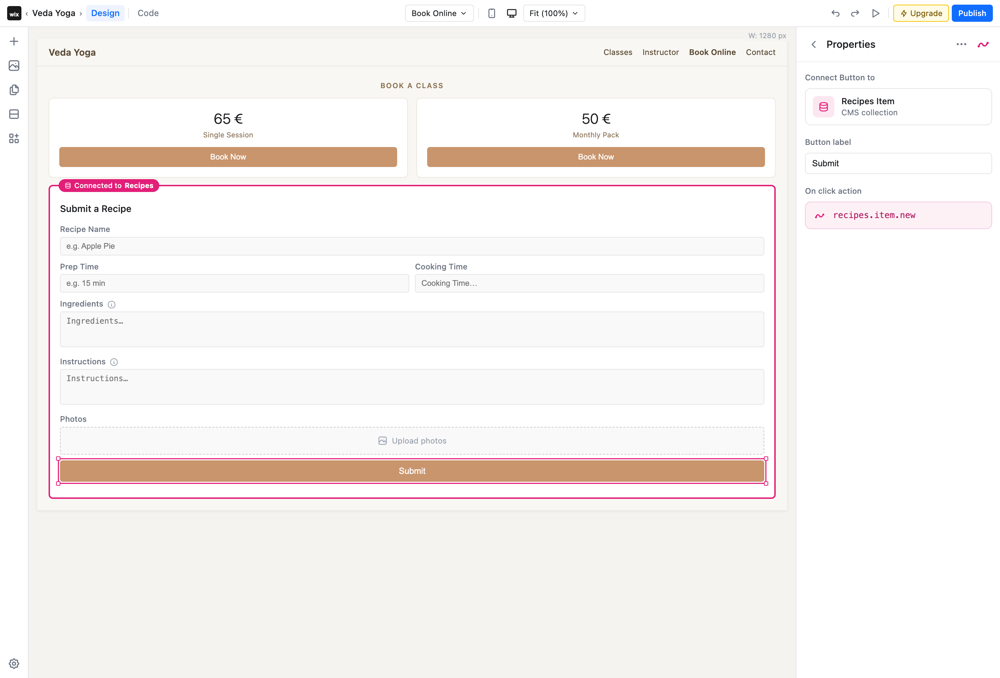 wix ‹ Veda Yoga › Design Code Book Online Fit (100%) Upgrade Publish
W: 1280 px
Veda Yoga Classes Instructor Book Online Contact
BOOK A CLASS
65 € 50 €
Single Session Monthly Pack
Book Now Book Now
Connected to Recipes
Submit a Recipe
Recipe Name
e.g. Apple Pie
Prep Time Cooking Time
e.g. 15 min Cooking Time…
Ingredients
Ingredients…
Instructions
Instructions…
Photos
Upload photos
Submit
Properties
Connect Button to
Recipes Item
CMS collection
Button label
Submit
On click action
recipes.item.new